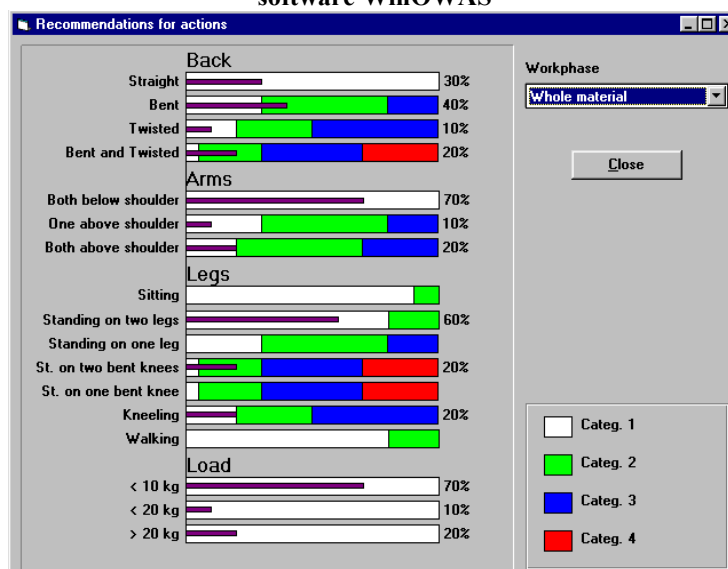 software WinOWAS
Recommendations for actions
Back
Straight 30%
Bent 40%
Twisted 10%
Bent and Twisted 20%
Arms
Both below shoulder 70%
One above shoulder 10%
Both above shoulder 20%
Legs
Sitting
Standing on two legs 60%
Standing on one leg
St. on two bent knees 20%
St. on one bent knee
Kneeling 20%
Walking
Load
< 10 kg 70%
< 20 kg 10%
> 20 kg 20%
Workphase
Whole material
Close
Categ. 1
Categ. 2
Categ. 3
Categ. 4